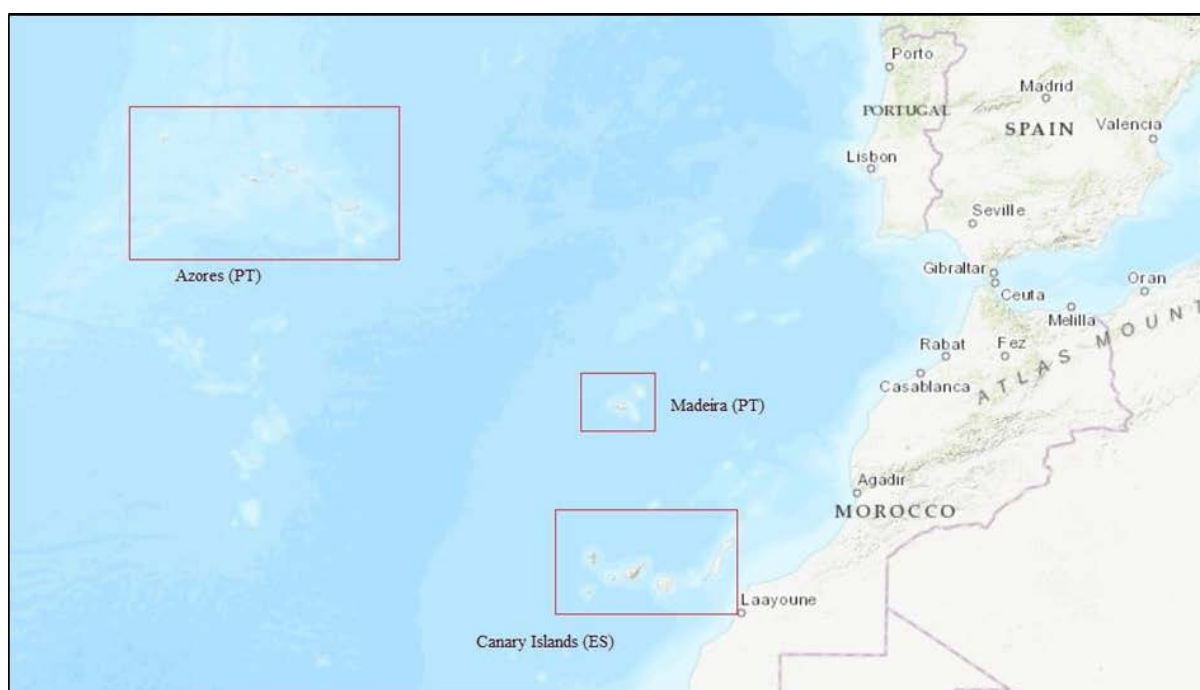 Porto
Madrid
PORTUGAL
SPAIN
Valencia
Lisbon
Seville
Azores (PT)
Gibraltar
Ceuta
Oran
Melilla
ATLAS MOUNT
Rabat
Fez
Casablanca
Madeira (PT)
Agadir
MOROCCO
Laayoune
Canary Islands (ES)